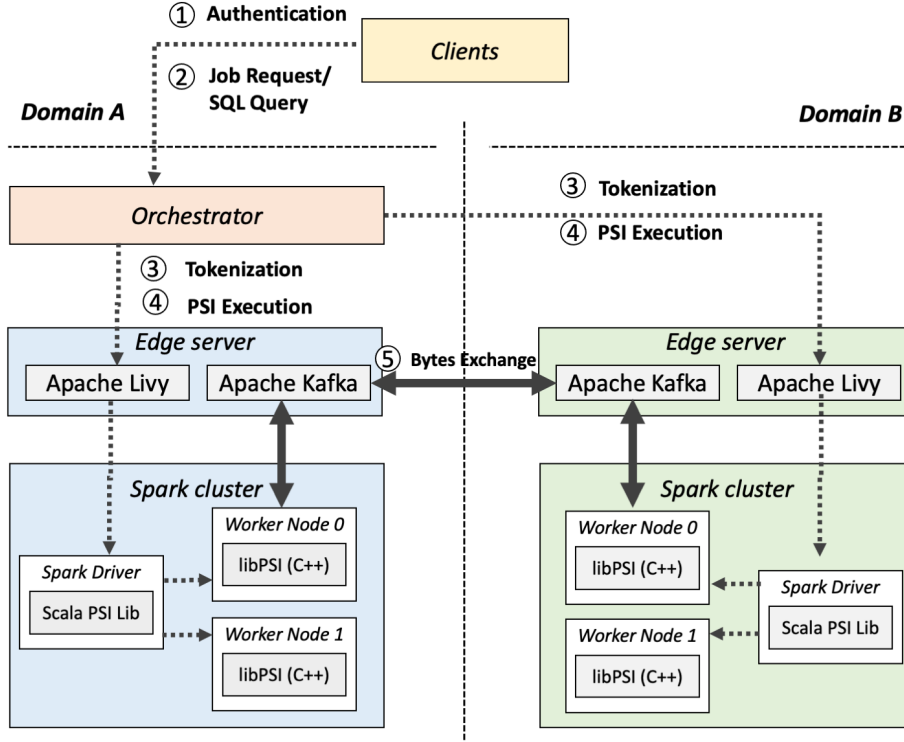 ① Authentication
Clients
② Job Request/
SQL Query
Domain A
Domain B
Orchestrator
③ Tokenization
④ PSI Execution
③ Tokenization
④ PSI Execution
Edge server
Apache Livy
Apache Kafka
⑤ Bytes Exchange
Edge server
Apache Kafka
Apache Livy
Spark cluster
Worker Node 0
libPSI (C++)
Spark Driver
Scala PSI Lib
Worker Node 1
libPSI (C++)
Spark cluster
Worker Node 0
libPSI (C++)
Spark Driver
Scala PSI Lib
Worker Node 1
libPSI (C++)